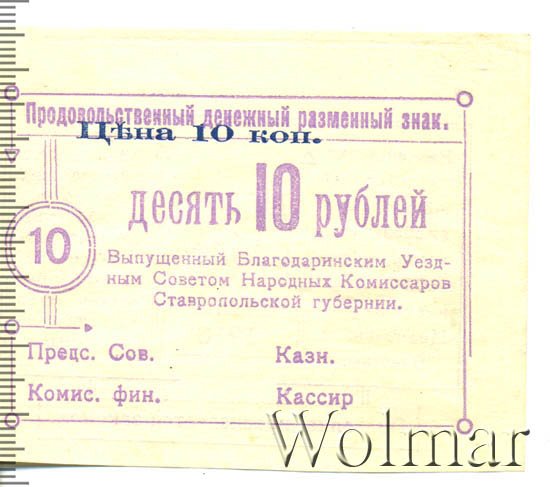 Продовольственный денежный разменный знак.
Цѣна 10 коп.
десять 10 рублей
10
Выпущенный Благодаринским Уезд-
ным Советом Народных Комиссаров
Ставропольской губернии.
Предс. Сов. Казн.
Комис. фин. Кассир
Wolmar